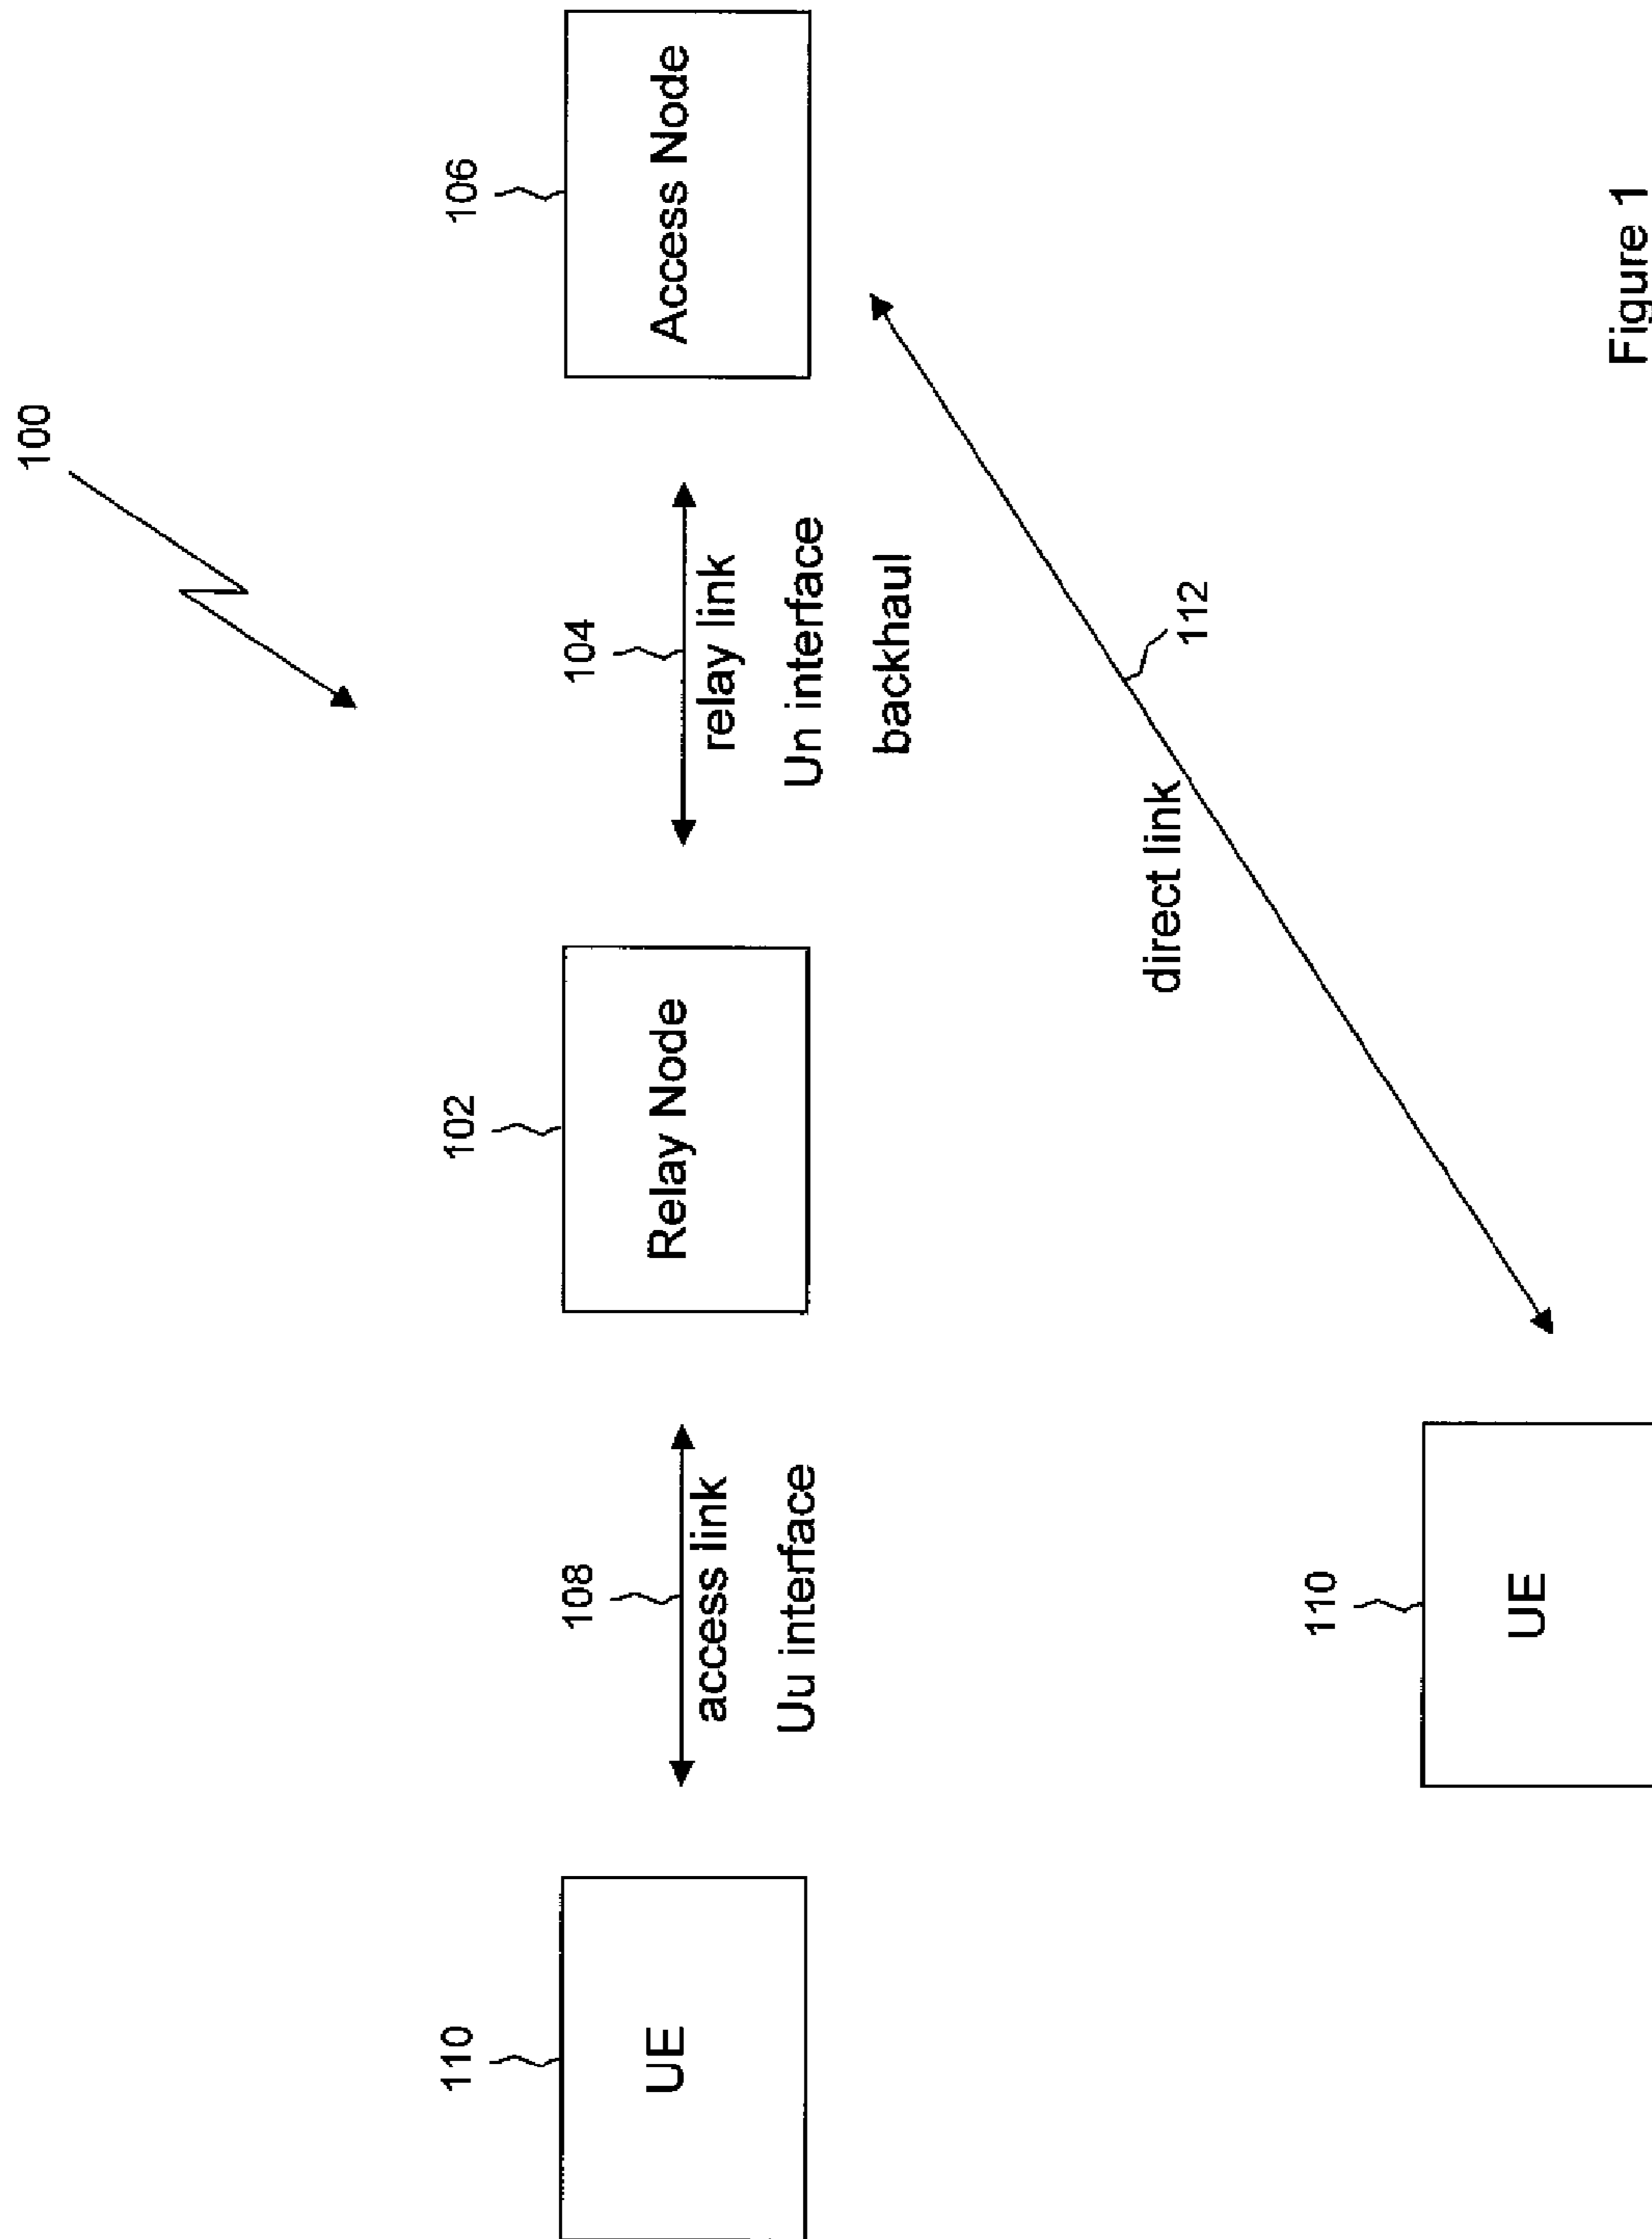 100
110
108
102
104
106
UE
access link
Uu interface
Relay Node
relay link
Un interface
backhaul
Access Node
direct link
112
110
UE
Figure 1